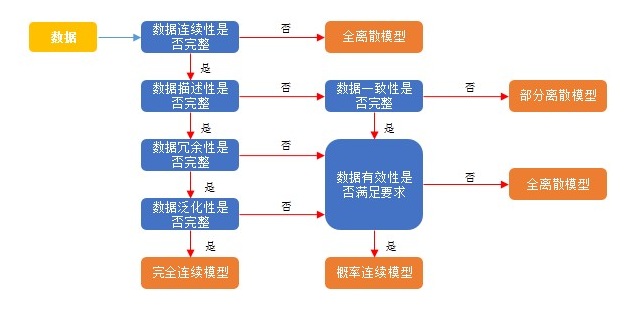 数据
数据连续性是
否完整
否
全离散模型
是
数据描述性是
否完整
否
数据一致性是
否完整
否
部分离散模型
是
是
数据冗余性是
否完整
否
数据有效性是
否满足要求
否
全离散模型
是
数据泛化性是
否完整
否
是
是
完全连续模型
概率连续模型